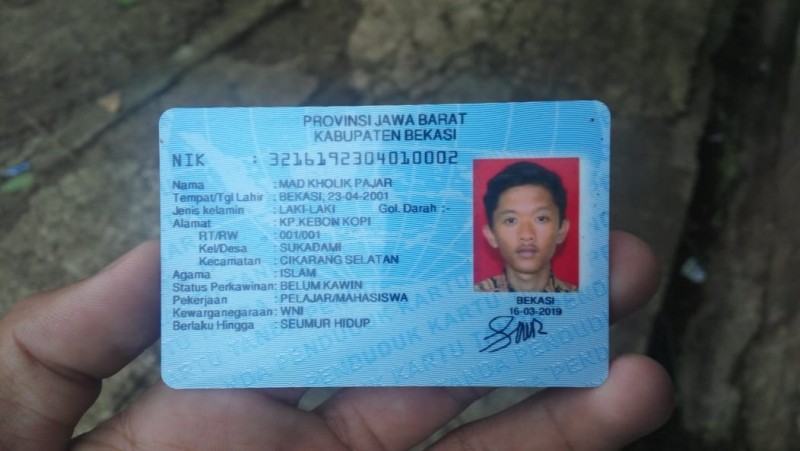 PROVINSI JAWA BARAT
KABUPATEN BEKASI
NIK : 3216192304010002
Nama : MAD KHOLIK PAJAR
Tempat/Tgl Lahir : BEKASI, 23-04-2001
Jenis kelamin : LAKI-LAKI Gol. Darah :-
Alamat : KP.KEBON KOPI
RT/RW : 001/001
Kel/Desa : SUKADAMI
Kecamatan : CIKARANG SELATAN
Agama : ISLAM
Status Perkawinan: BELUM KAWIN
Pekerjaan : PELAJAR/MAHASISWA
Kewarganegaraan: WNI
Berlaku Hingga : SEUMUR HIDUP
BEKASI
16-03-2019